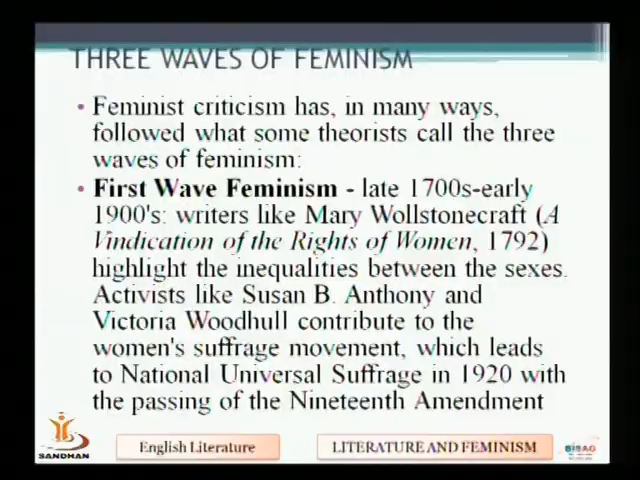 THREE WAVES OF FEMINISM
• Feminist criticism has, in many ways,
followed what some theorists call the three
waves of feminism:
• First Wave Feminism - late 1700s-early
1900's: writers like Mary Wollstonecraft (A
Vindication of the Rights of Women, 1792)
highlight the inequalities between the sexes.
Activists like Susan B. Anthony and
Victoria Woodhull contribute to the
women's suffrage movement, which leads
to National Universal Suffrage in 1920 with
the passing of the Nineteenth Amendment
SANDHAN
English Literature
LITERATURE AND FEMINISM
BISAG